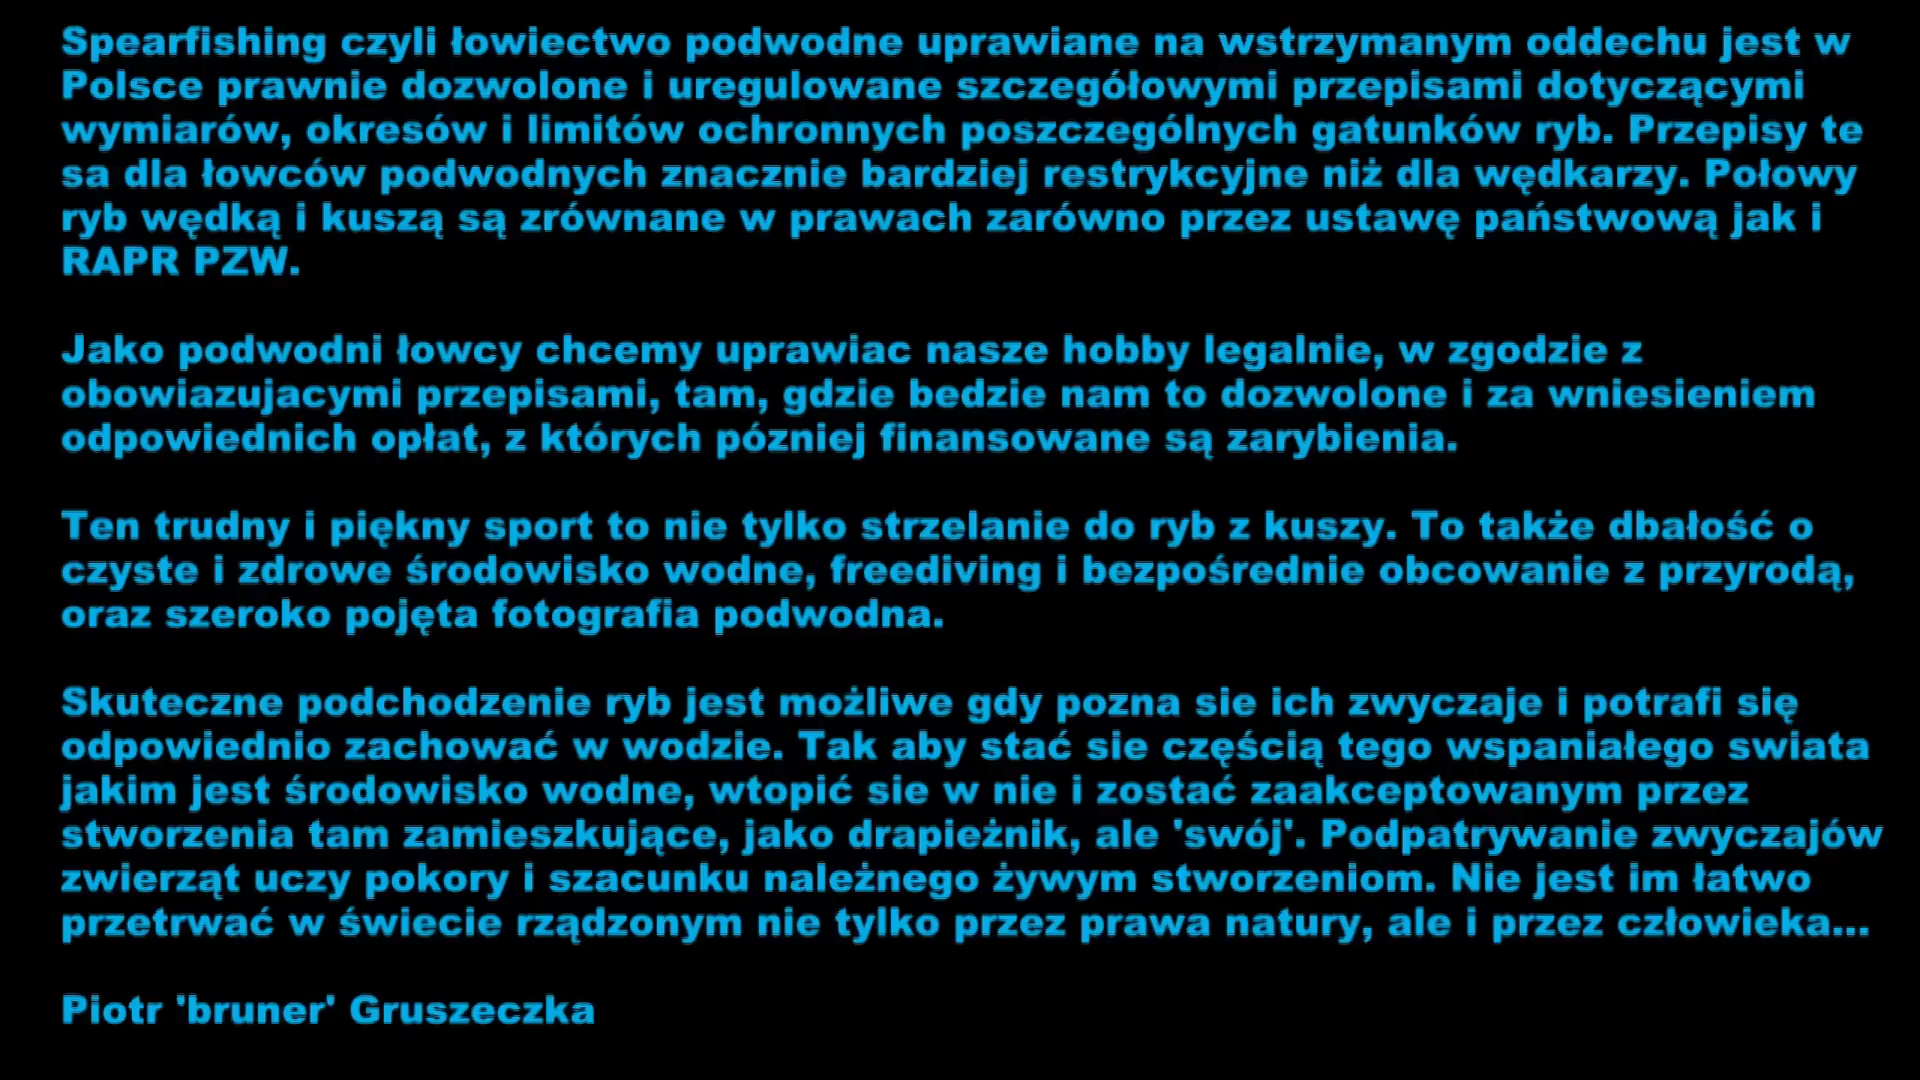 Spearfishing czyli łowiectwo podwodne uprawiane na wstrzymanym oddechu jest w
Polsce prawnie dozwolone i uregulowane szczegółowymi przepisami dotyczącymi
wymiarów, okresów i limitów ochronnych poszczególnych gatunków ryb. Przepisy te
sa dla łowców podwodnych znacznie bardziej restrykcyjne niż dla wędkarzy. Połowy
ryb wędką i kuszą są zrównane w prawach zarówno przez ustawę państwową jak i
RAPR PZW.
Jako podwodni łowcy chcemy uprawiac nasze hobby legalnie, w zgodzie z
obowiazujacymi przepisami, tam, gdzie bedzie nam to dozwolone i za wniesieniem
odpowiednich opłat, z których pózniej finansowane są zarybienia.
Ten trudny i piękny sport to nie tylko strzelanie do ryb z kuszy. To także dbałość o
czyste i zdrowe środowisko wodne, freediving i bezpośrednie obcowanie z przyrodą,
oraz szeroko pojęta fotografia podwodna.
Skuteczne podchodzenie ryb jest możliwe gdy pozna sie ich zwyczaje i potrafi się
odpowiednio zachować w wodzie. Tak aby stać sie częścią tego wspaniałego swiata
jakim jest środowisko wodne, wtopić sie w nie i zostać zaakceptowanym przez
stworzenia tam zamieszkujące, jako drapieżnik, ale 'swój'. Podpatrywanie zwyczajów
zwierząt uczy pokory i szacunku należnego żywym stworzeniom. Nie jest im łatwo
przetrwać w świecie rządzonym nie tylko przez prawa natury, ale i przez człowieka...
Piotr 'bruner' Gruszeczka